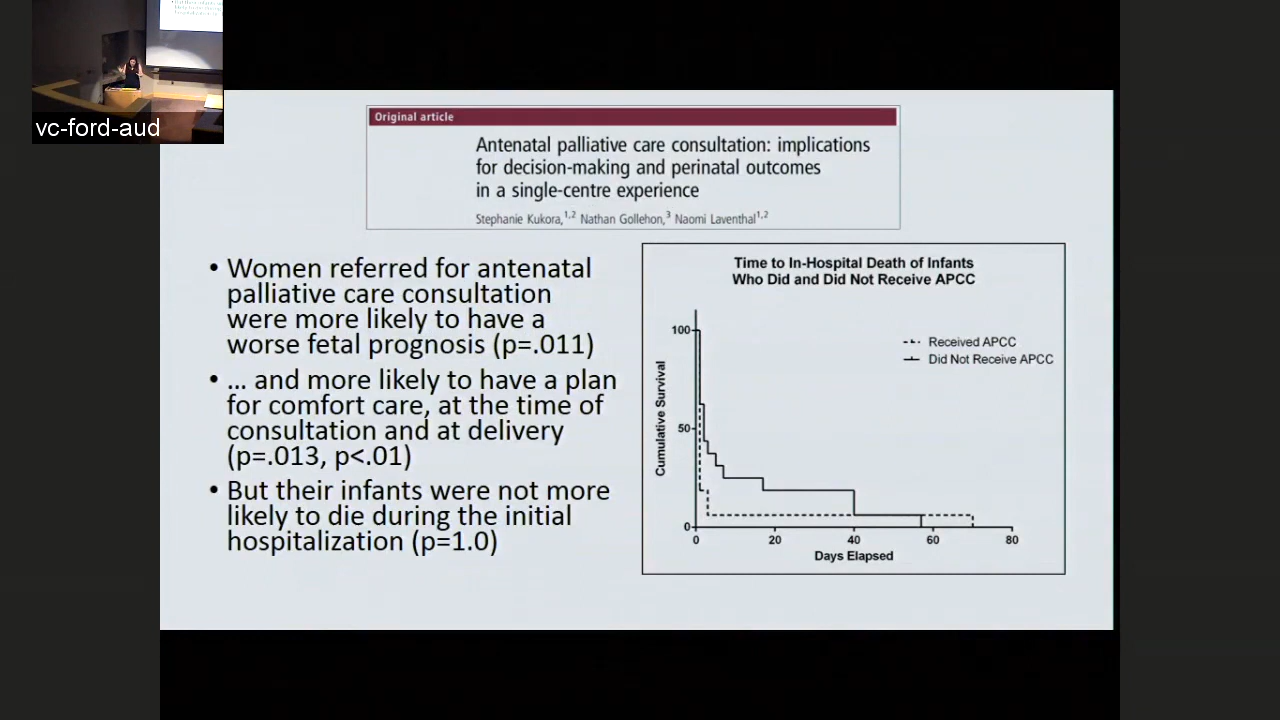 vc-ford-aud
Original article
Antenatal palliative care consultation: implications
for decision-making and perinatal outcomes
in a single-centre experience
Stephanie Kukora,1,2 Nathan Gollehon,3 Naomi Laventhal1,2
• Women referred for antenatal
palliative care consultation
were more likely to have a
worse fetal prognosis (p=.011)
• … and more likely to have a plan
for comfort care, at the time of
consultation and at delivery
(p=.013, p<.01)
• But their infants were not more
likely to die during the initial
hospitalization (p=1.0)
Time to In-Hospital Death of Infants
Who Did and Did Not Receive APCC
Received APCC
Did Not Receive APCC
Cumulative Survival
100
50
0
0 20 40 60 80
Days Elapsed